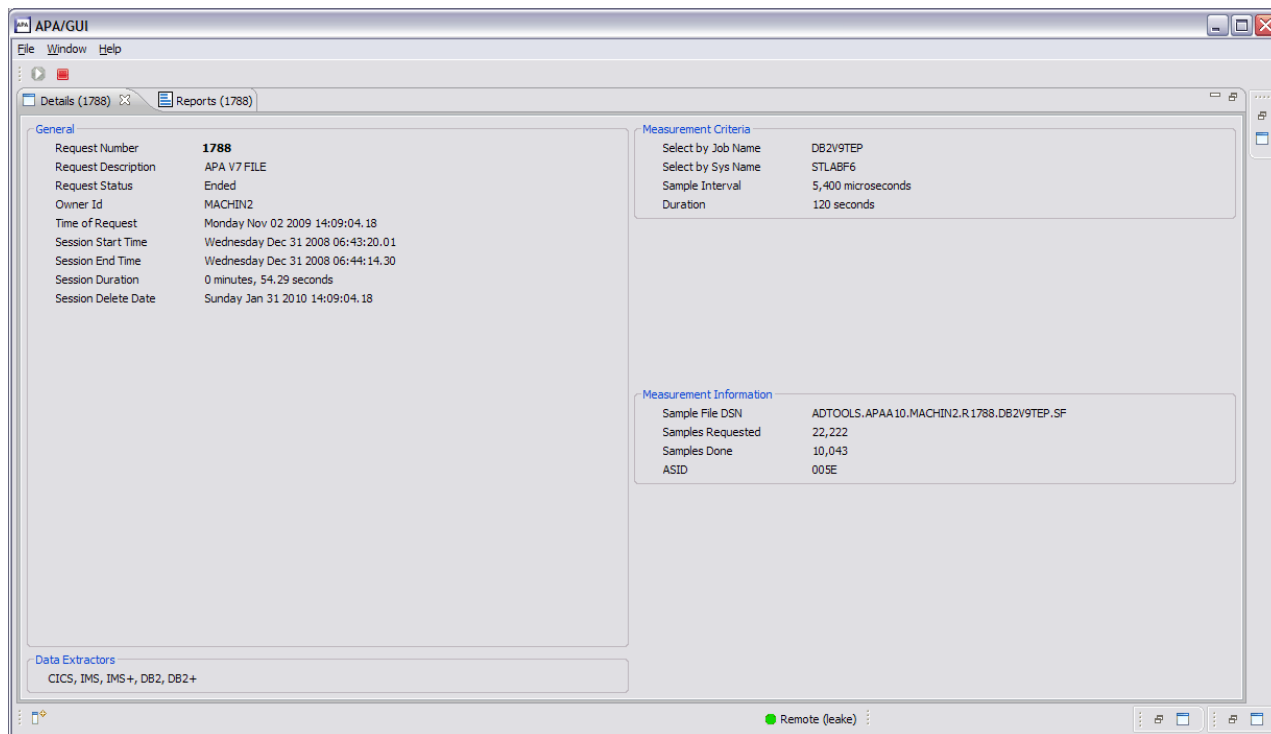 APA/GUI
File Window Help
Details (1788) Reports (1788)
General
Request Number 1788
Request Description APA V7 FILE
Request Status Ended
Owner Id MACHIN2
Time of Request Monday Nov 02 2009 14:09:04.18
Session Start Time Wednesday Dec 31 2008 06:43:20.01
Session End Time Wednesday Dec 31 2008 06:44:14.30
Session Duration 0 minutes, 54.29 seconds
Session Delete Date Sunday Jan 31 2010 14:09:04.18
Measurement Criteria
Select by Job Name DB2V9TEP
Select by Sys Name STLABF6
Sample Interval 5,400 microseconds
Duration 120 seconds
Measurement Information
Sample File DSN ADTOOLS.APAA10.MACHIN2.R1788.DB2V9TEP.SF
Samples Requested 22,222
Samples Done 10,043
ASID 005E
Data Extractors
CICS, IMS, IMS+, DB2, DB2+
Remote (leake)